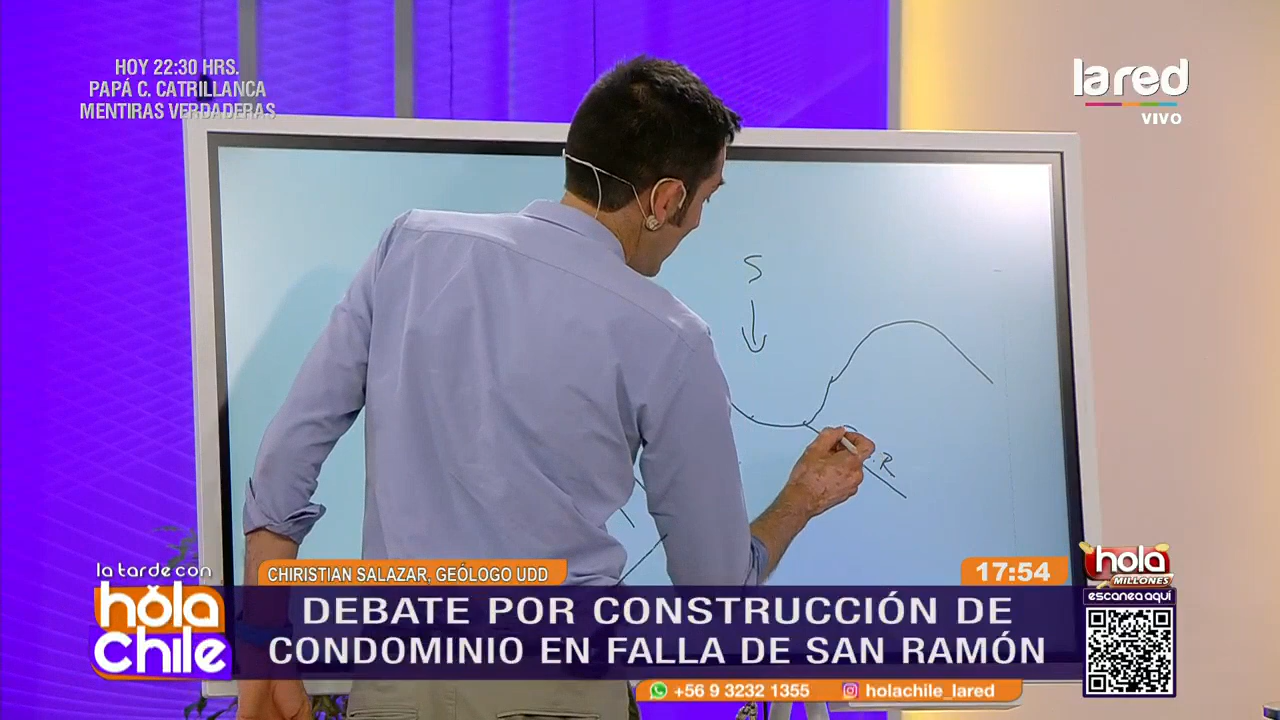 HOY 22:30 HRS.
PAPÁ C. CATRILLANCA
MENTIRAS VERDADERAS
lared
VIVO
S
.R
CHIRISTIAN SALAZAR, GEÓLOGO UDD
17:54
la tarde con
hola
Chile
DEBATE POR CONSTRUCCIÓN DE
CONDOMINIO EN FALLA DE SAN RAMÓN
hola
MILLONES
escanea aquí
+56 9 3232 1355
holachile_lared